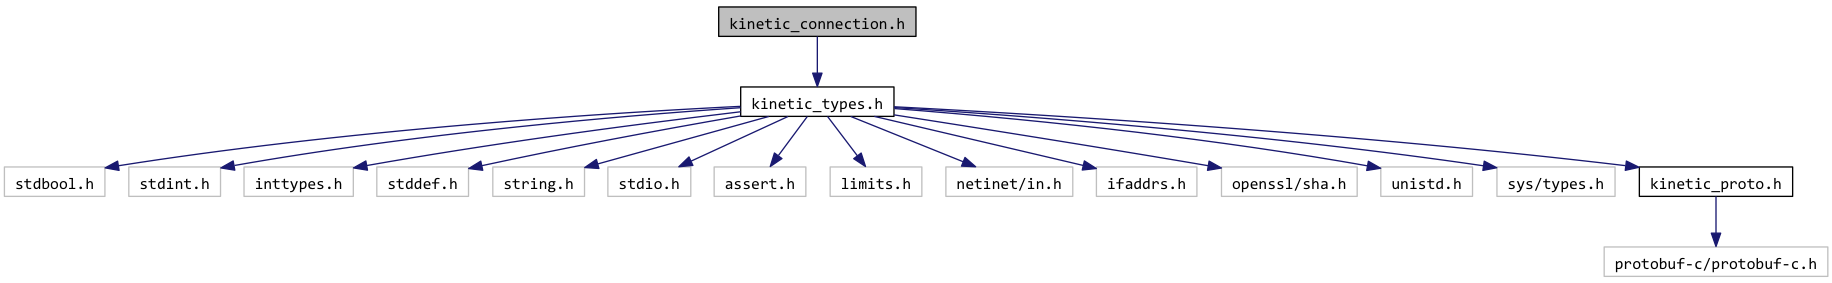 kinetic_connection.h
kinetic_types.h
stdbool.h
stdint.h
inttypes.h
stddef.h
string.h
stdio.h
assert.h
limits.h
netinet/in.h
ifaddrs.h
openssl/sha.h
unistd.h
sys/types.h
kinetic_proto.h
protobuf-c/protobuf-c.h